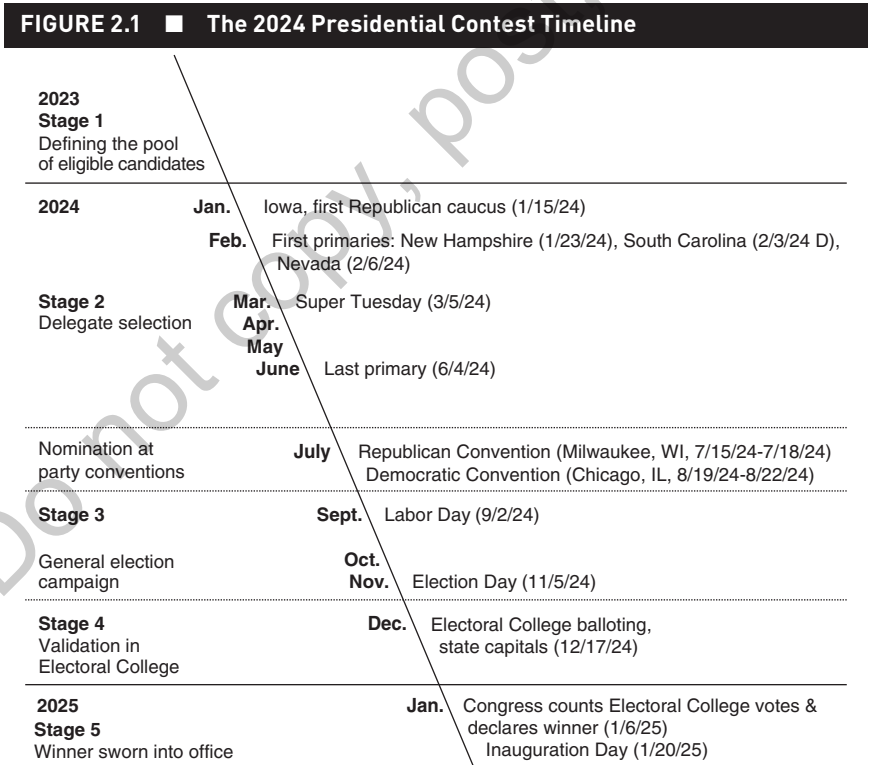 FIGURE 2.1 ■ The 2024 Presidential Contest Timeline
2023
Stage 1
Defining the pool
of eligible candidates
2024 Jan. Iowa, first Republican caucus (1/15/24)
Feb. First primaries: New Hampshire (1/23/24), South Carolina (2/3/24 D),
Nevada (2/6/24)
Stage 2 Mar. Super Tuesday (3/5/24)
Delegate selection Apr.
May
June Last primary (6/4/24)
Nomination at July Republican Convention (Milwaukee, WI, 7/15/24-7/18/24)
party conventions Democratic Convention (Chicago, IL, 8/19/24-8/22/24)
Stage 3 Sept. Labor Day (9/2/24)
General election Oct.
campaign Nov. Election Day (11/5/24)
Stage 4 Dec. Electoral College balloting,
Validation in state capitals (12/17/24)
Electoral College
2025 Jan. Congress counts Electoral College votes &
Stage 5 declares winner (1/6/25)
Winner sworn into office Inauguration Day (1/20/25)
Do not copy, post,